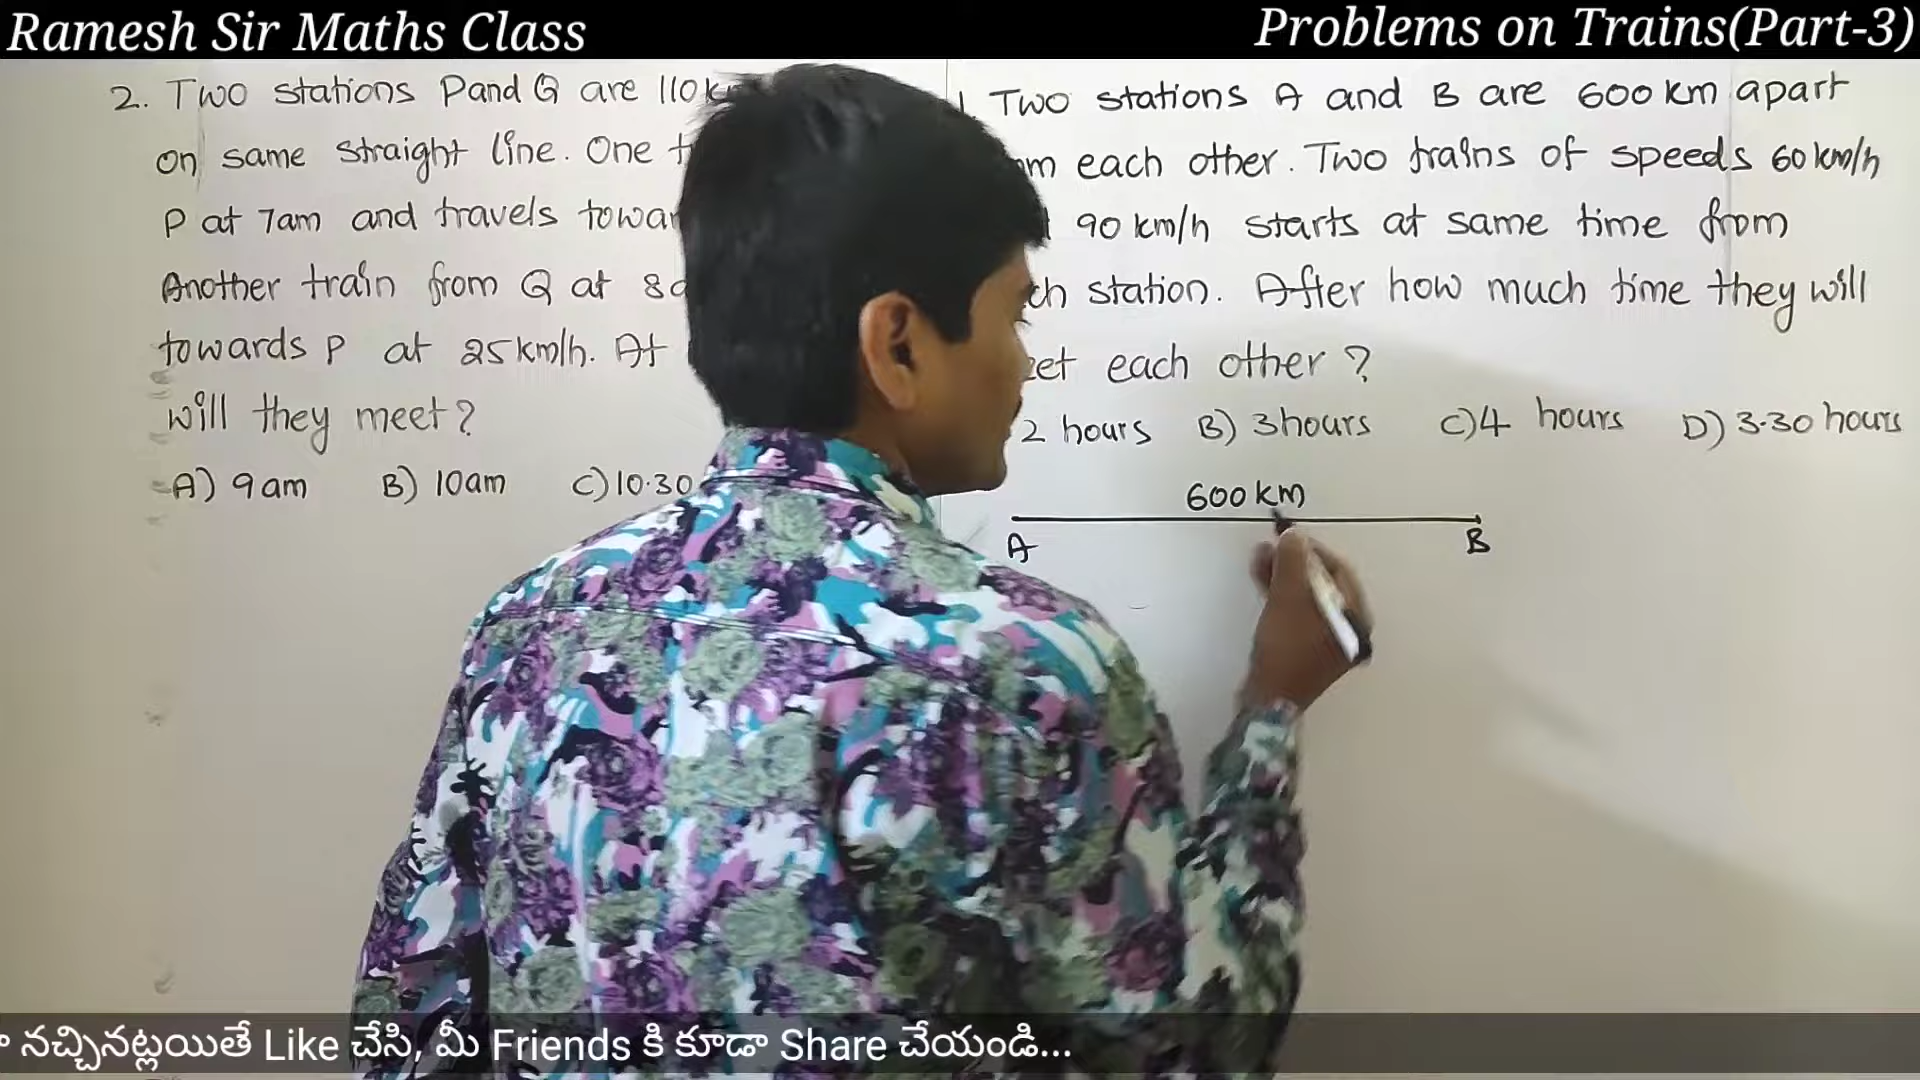 Ramesh Sir Maths Class
Problems on Trains(Part-3)
2. Two stations P and Q are 110
on same straight line. One
P at 7am and travels
Another train from Q at
towards P at 25km/h. At
will they meet?
A) 9am B) 10am C) 10.30
Two stations A and B are 600 km apart
each other. Two trains of speeds 60 km/h
90 km/h starts at same time from
station. After how much time they will
each other ?
2 hours B) 3hours C) 4 hours D) 3.30 hours
600 km
A B
నచ్చినట్లయితే Like చేసి, మీ Friends కి కూడా Share చేయండి...